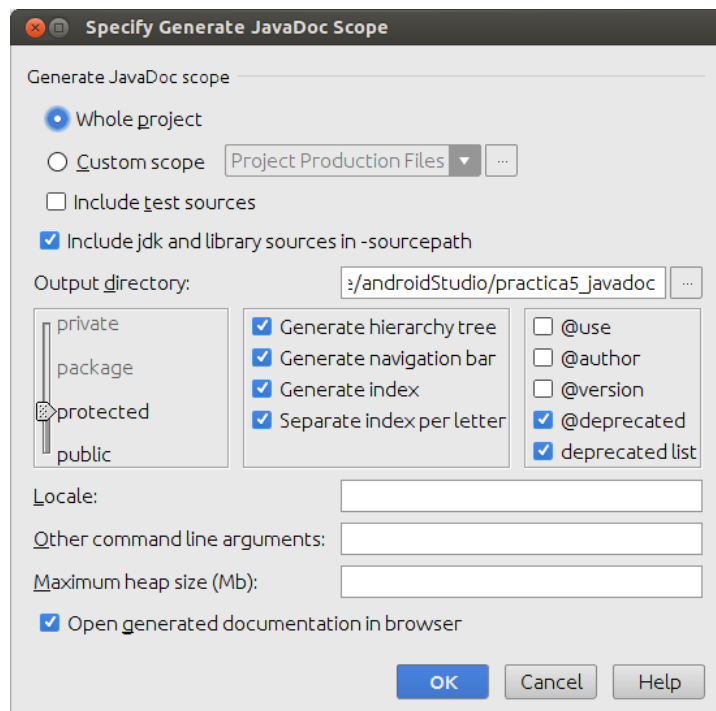 Specify Generate JavaDoc Scope
Generate JavaDoc scope
Whole project
Custom scope Project Production Files ...
Include test sources
Include jdk and library sources in -sourcepath
Output directory: e/androidStudio/practica5_javadoc ...
private
package
protected
public
Generate hierarchy tree
Generate navigation bar
Generate index
Separate index per letter
@use
@author
@version
@deprecated
deprecated list
Locale:
Other command line arguments:
Maximum heap size (Mb):
Open generated documentation in browser
OK Cancel Help